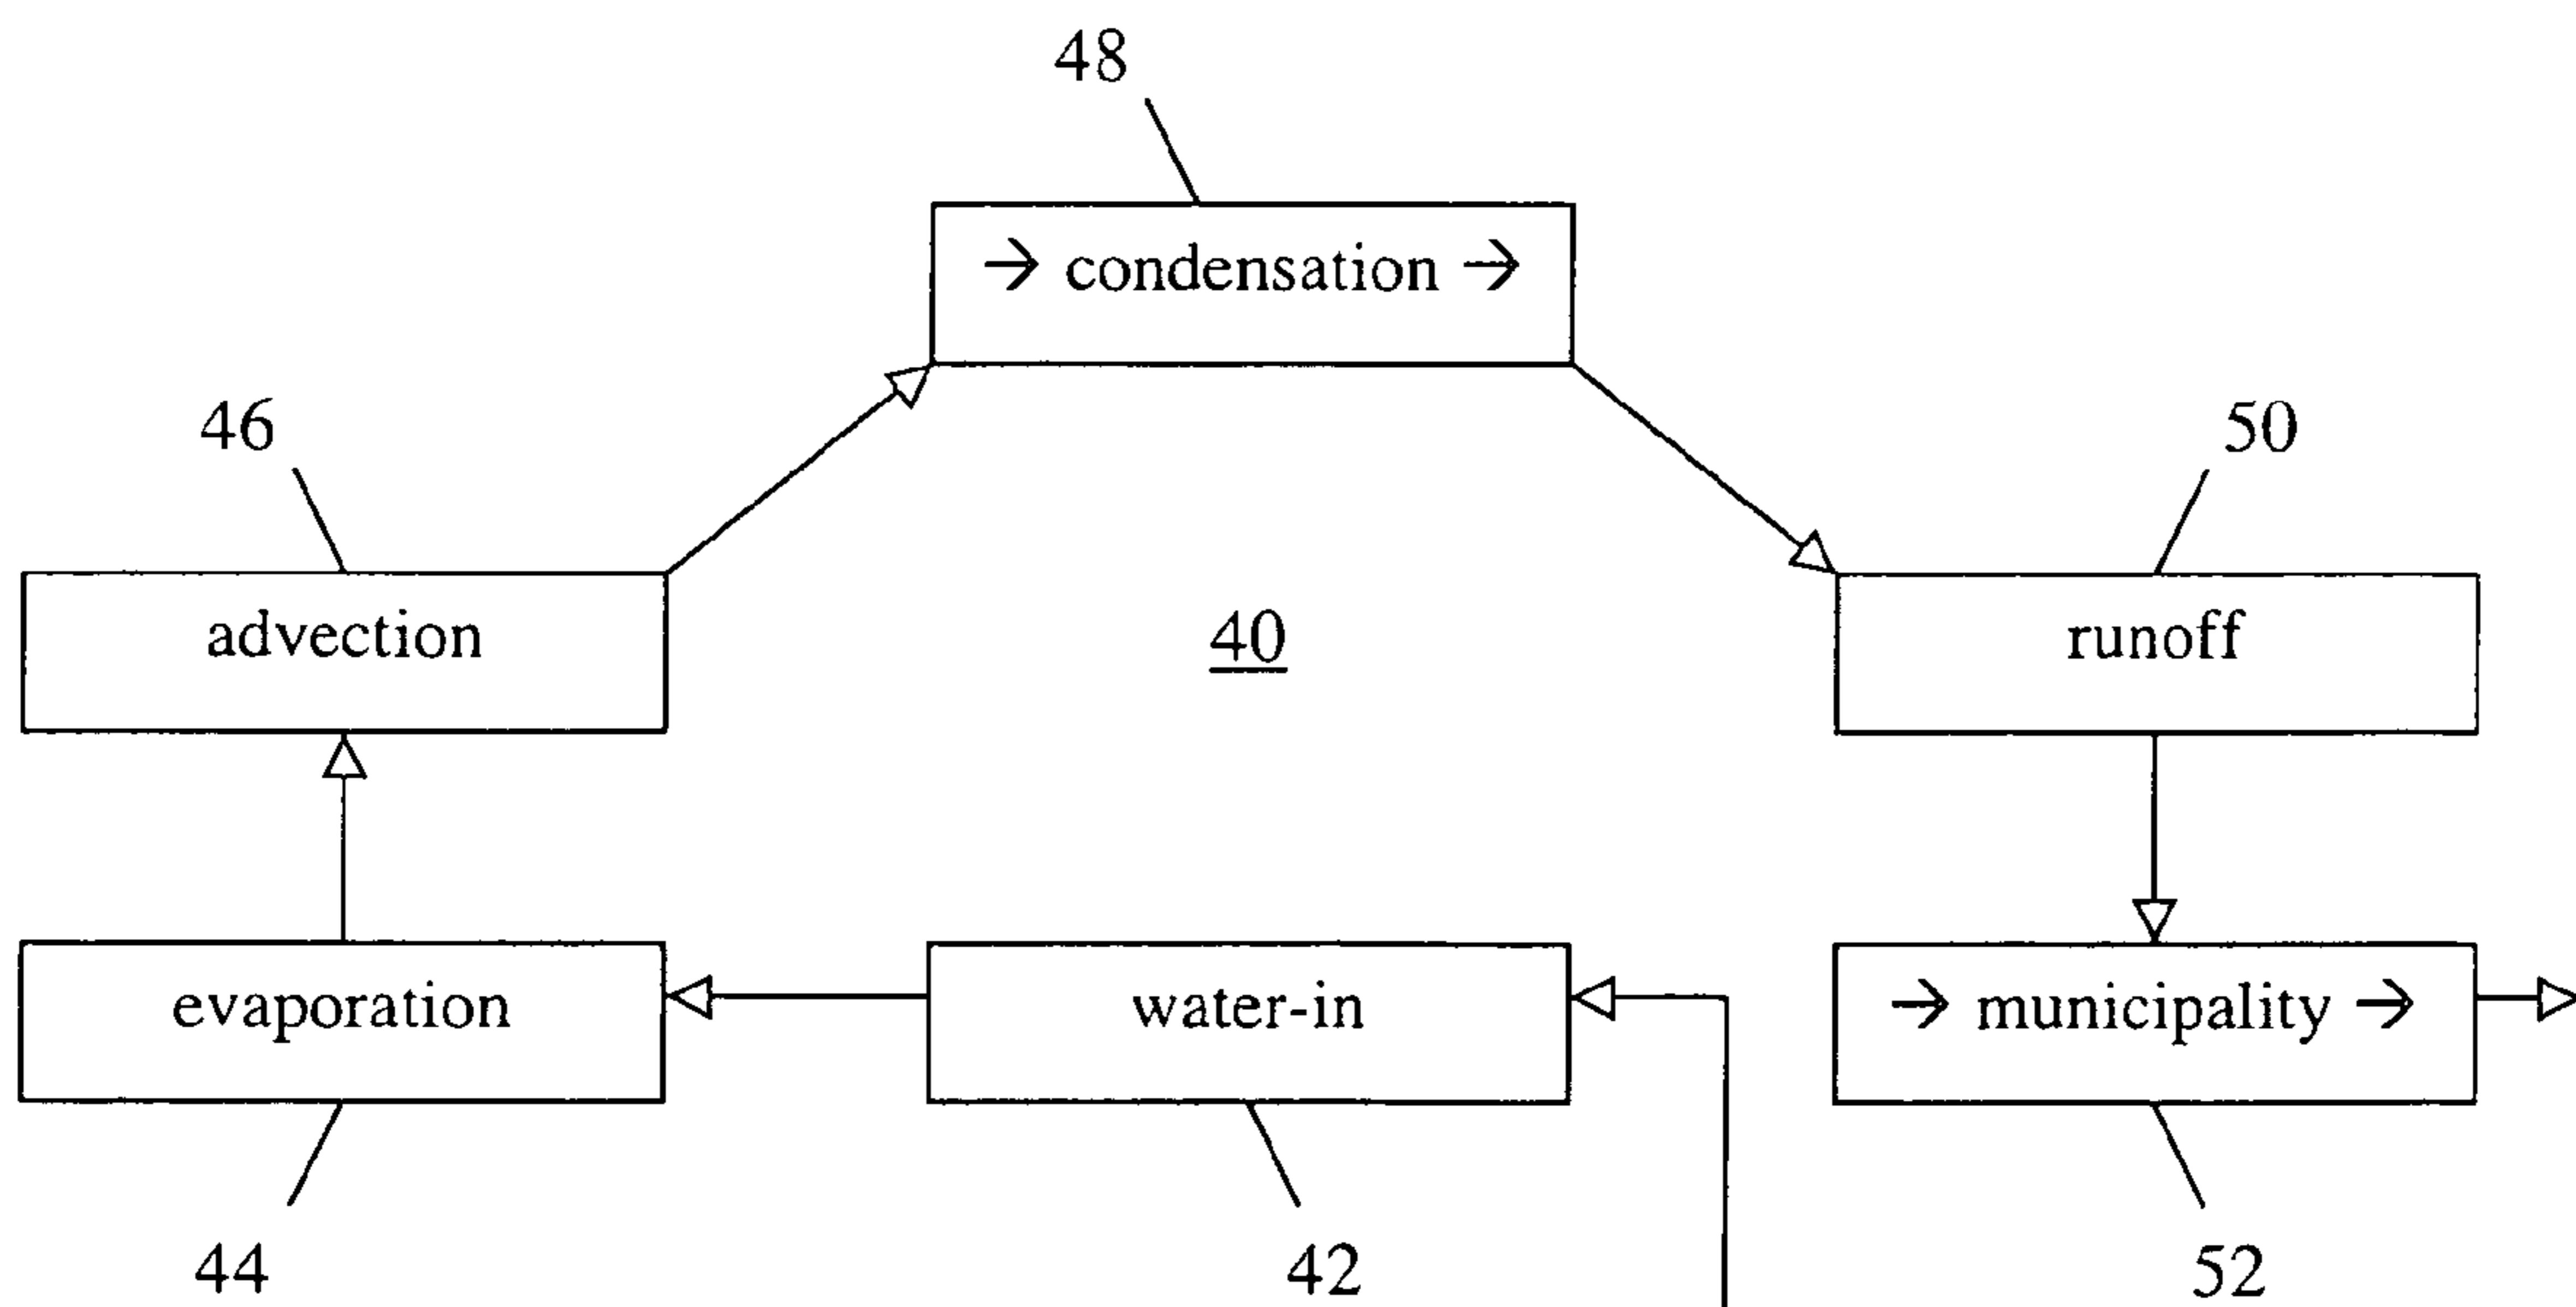 48
→ condensation →
46
50
advection
40
runoff
evaporation
water-in
→ municipality →
44
42
52